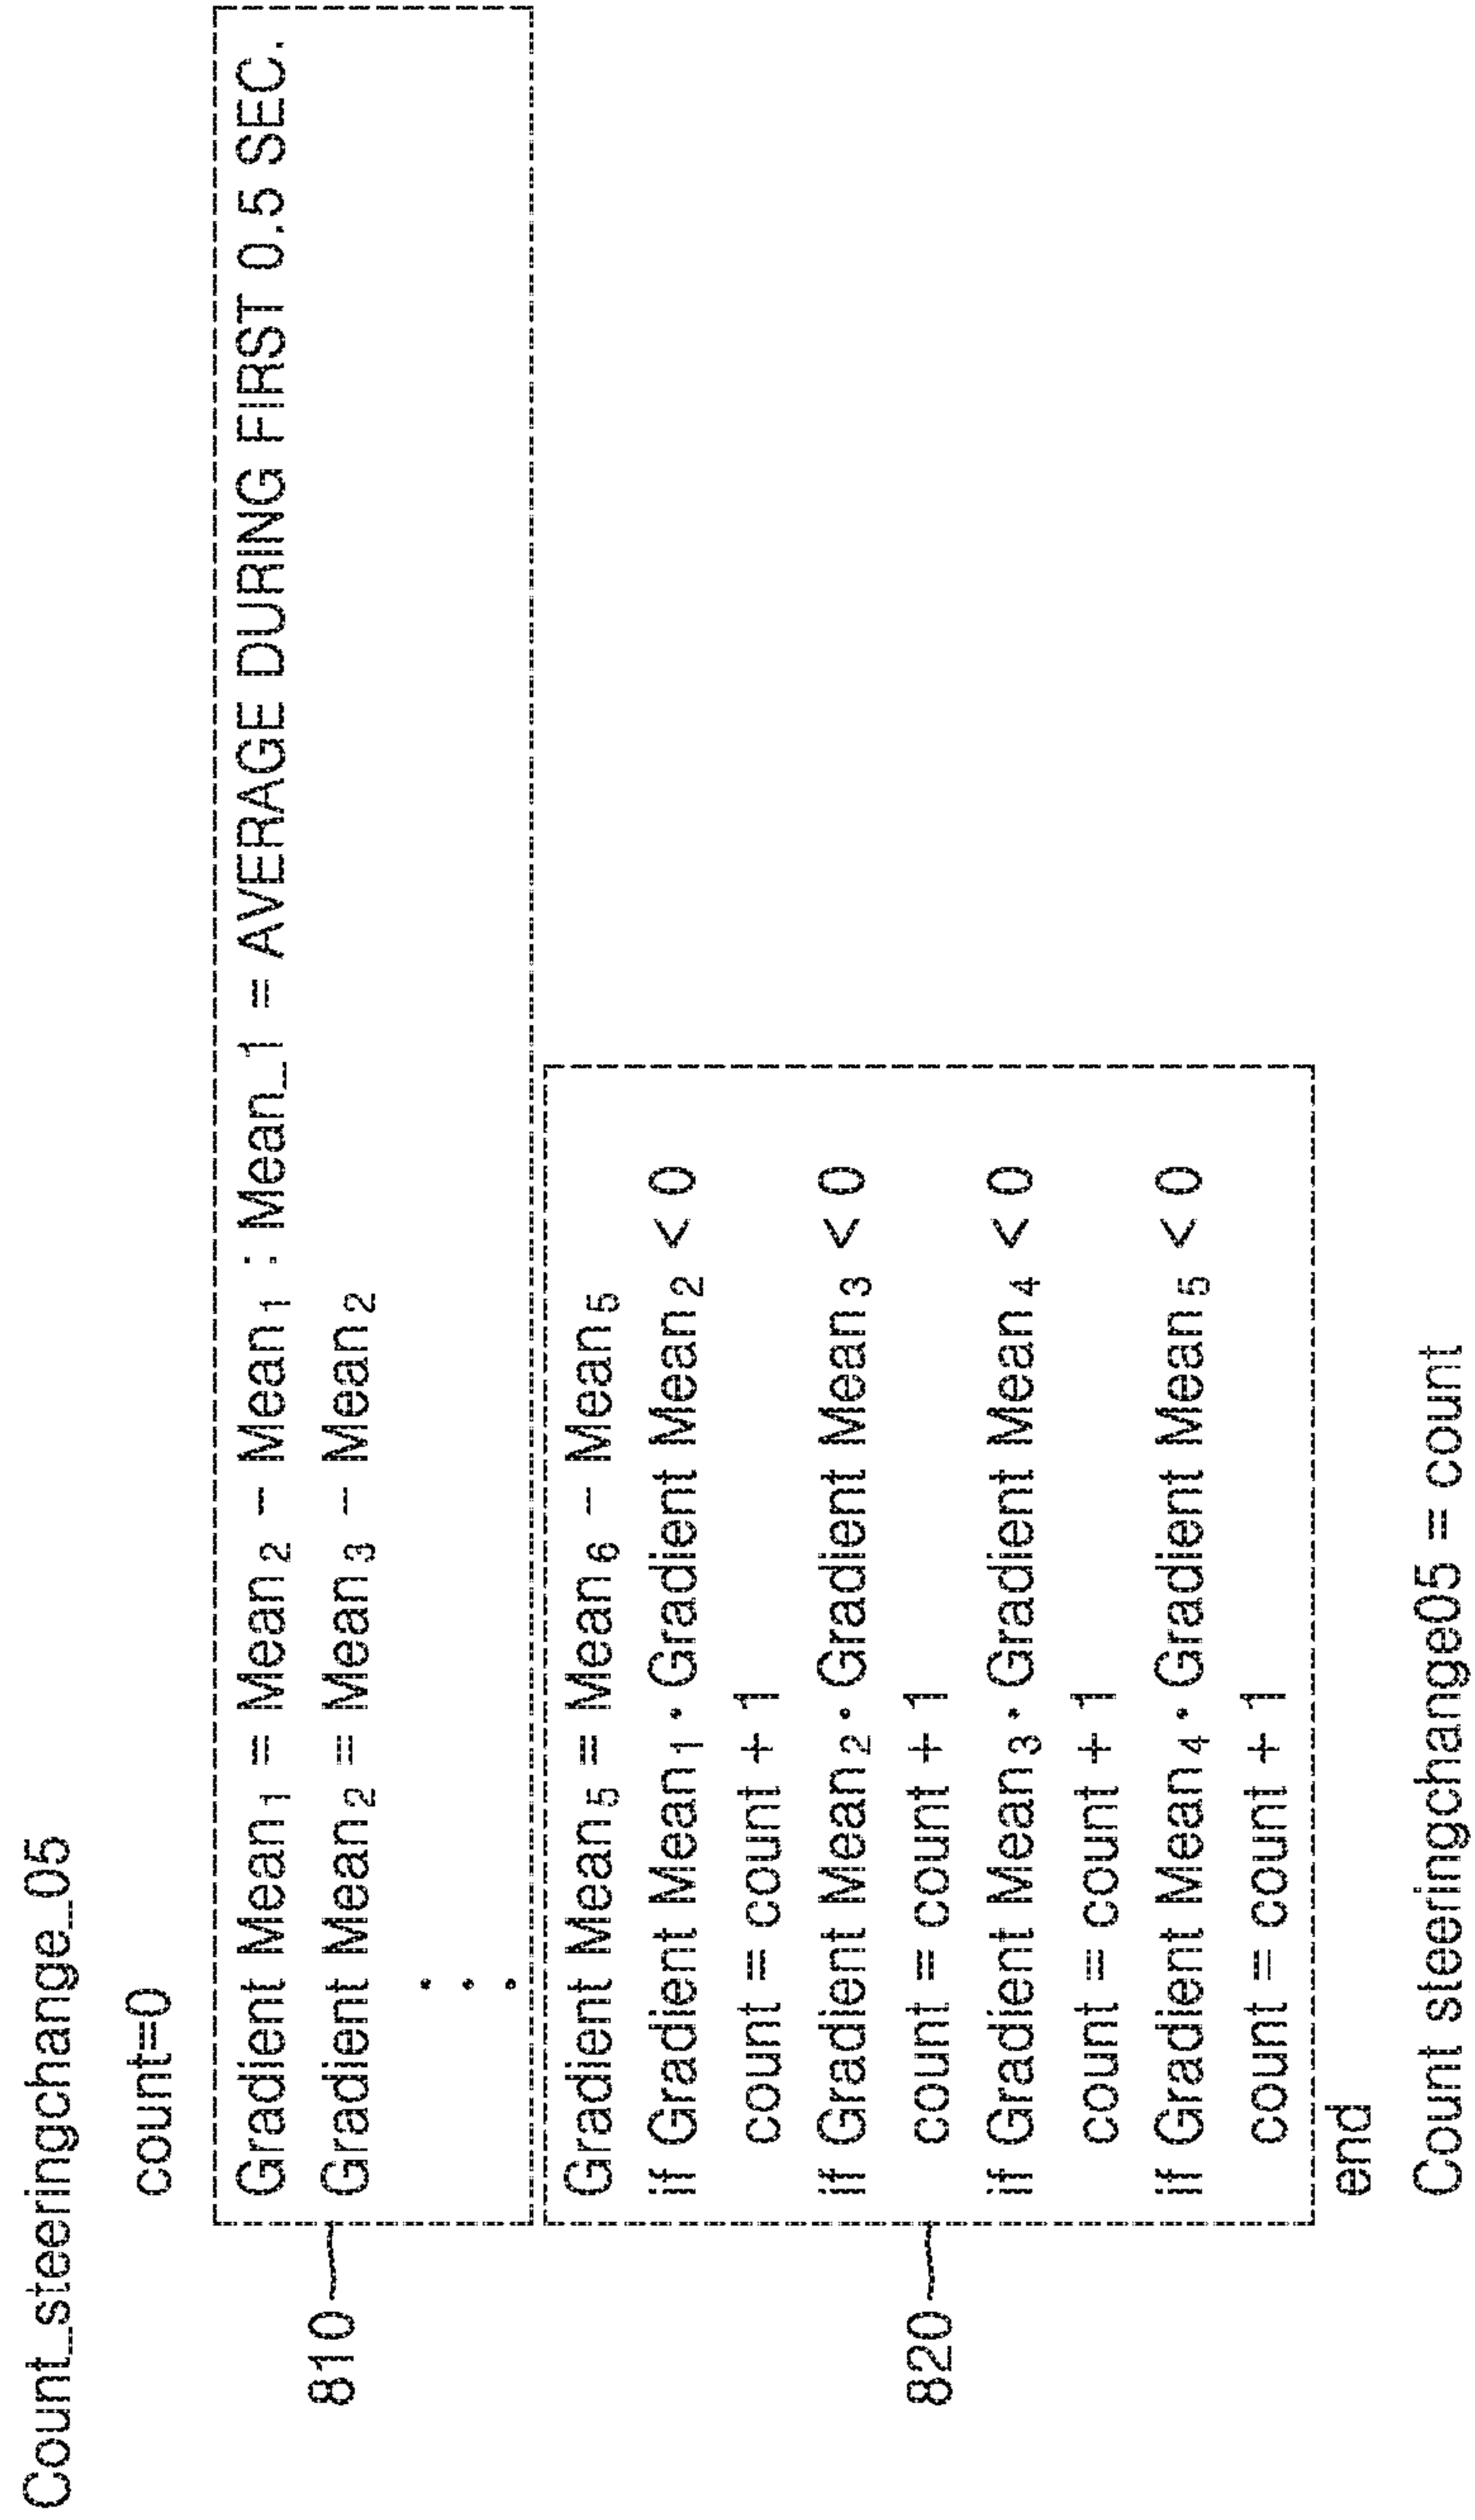 Count_steeringchange_05
count=0
810
Gradient Mean₁ = Mean₂ − Mean₁ : Mean_1 = AVERAGE DURING FIRST 0.5 SEC.
Gradient Mean₂ = Mean₃ − Mean₂
· · ·
820
Gradient Mean₅ = Mean₆ − Mean₅
if Gradient Mean₁ · Gradient Mean₂ < 0
count = count + 1
if Gradient Mean₂ · Gradient Mean₃ < 0
count = count + 1
if Gradient Mean₃ · Gradient Mean₄ < 0
count = count + 1
if Gradient Mean₄ · Gradient Mean₅ < 0
count = count + 1
end
Count steeringchange05 = count